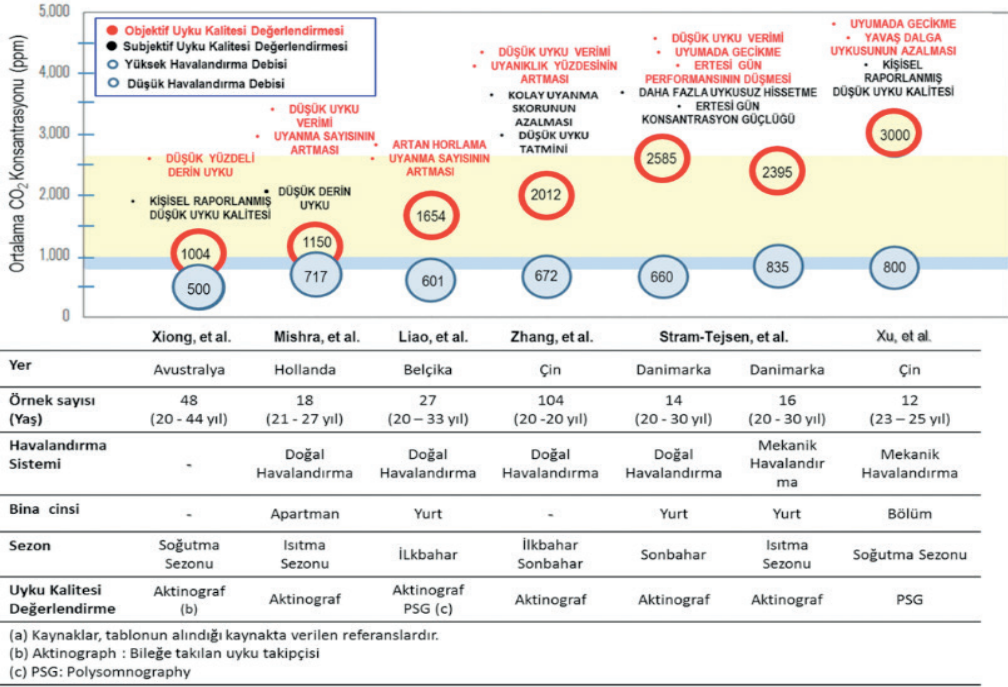 Ortalama CO₂ Konsantrasyonu (ppm)
5.000
4.000
3.000
2.000
1.000
0
Objektif Uyku Kalitesi Değerlendirmesi
Subjektif Uyku Kalitesi Değerlendirmesi
Yüksek Havalandırma Debisi
Düşük Havalandırma Debisi
• DÜŞÜK YÜZDELİ
DERİN UYKU
• KİŞİSEL RAPORLANMIŞ
DÜŞÜK UYKU KALİTESİ
1004
500
• DÜŞÜK UYKU
VERİMİ
• UYANMA SAYISININ
ARTMASI
• DÜŞÜK DERİN
UYKU
1150
717
• ARTAN HORLAMA
• UYANMA SAYISININ
ARTMASI
1654
601
• DÜŞÜK UYKU VERİMİ
• UYANIKLIK YÜZDESİNİN
ARTMASI
• KOLAY UYANMA
SKORUNUN
AZALMASI
• DÜŞÜK UYKU
TATMİNİ
2012
672
• DÜŞÜK UYKU VERİMİ
• UYUMADA GECİKME
• ERTESİ GÜN
PERFORMANSININ DÜŞMESİ
• DAHA FAZLA UYKUSUZ HİSSETME
• ERTESİ GÜN
KONSANTRASYON GÜÇLÜĞÜ
2585
660
2395
835
• UYUMADA GECİKME
• YAVAŞ DALGA
UYKUSUNUN AZALMASI
• KİŞİSEL
RAPORLANMIŞ
DÜŞÜK UYKU KALİTESİ
3000
800
Xiong, et al. Mishra, et al. Liao, et al. Zhang, et al. Stram-Tejsen, et al. Xu, et al.
Yer Avustralya Hollanda Belçika Çin Danimarka Danimarka Çin
Örnek sayısı 48 18 27 104 14 16 12
(Yaş) (20 - 44 yıl) (21 - 27 yıl) (20 – 33 yıl) (20 -20 yıl) (20 - 30 yıl) (20 - 30 yıl) (23 – 25 yıl)
Havalandırma
Sistemi
-
Doğal
Havalandırma
Doğal
Havalandırma
Doğal
Havalandırma
Doğal
Havalandırma
Mekanik
Havalandır
ma
Mekanik
Havalandırma
Bina cinsi - Apartman Yurt - Yurt Yurt Bölüm
Sezon
Soğutma
Sezonu
Isıtma
Sezonu
İLkbahar
İlkbahar
Sonbahar
Sonbahar
Isıtma
Sezonu
Soğutma Sezonu
Uyku Kalitesi
Değerlendirme
Aktinograf
(b)
Aktinograf
Aktinograf
PSG (c)
Aktinograf
Aktinograf
Aktinograf
PSG
(a) Kaynaklar, tablonun alındığı kaynakta verilen referanslardır.
(b) Aktinograph : Bileğe takılan uyku takipçisi
(c) PSG: Polysomnography